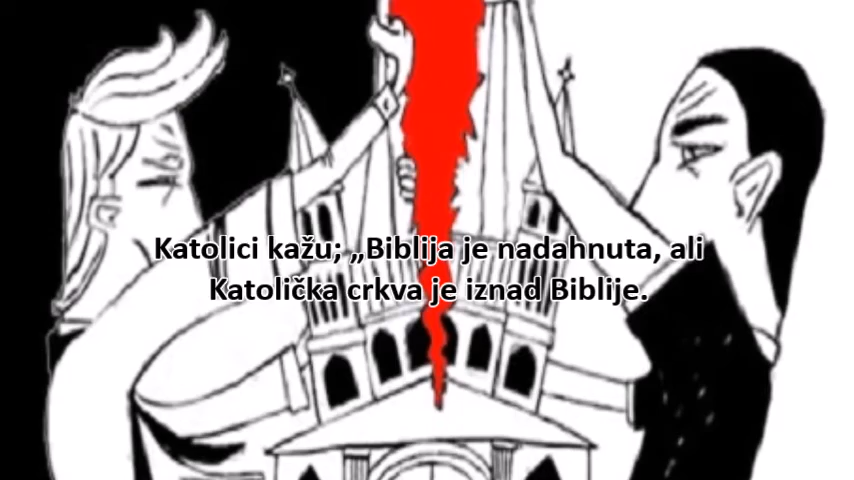 Katolici kažu; „Biblija je nadahnuta, ali
Katolička crkva je iznad Biblije.